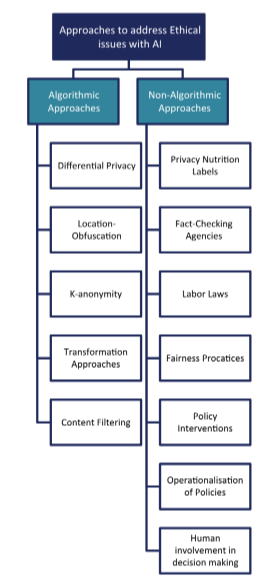 Approaches to address Ethical
issues with AI
Algorithmic
Approaches
Non-Algorithmic
Approaches
Differential Privacy
Location-
Obfuscation
K-anonymity
Transformation
Approaches
Content Filtering
Privacy Nutrition
Labels
Fact-Checking
Agencies
Labor Laws
Fairness Procatices
Policy
Interventions
Operationalisation
of Policies
Human
involvement in
decision making